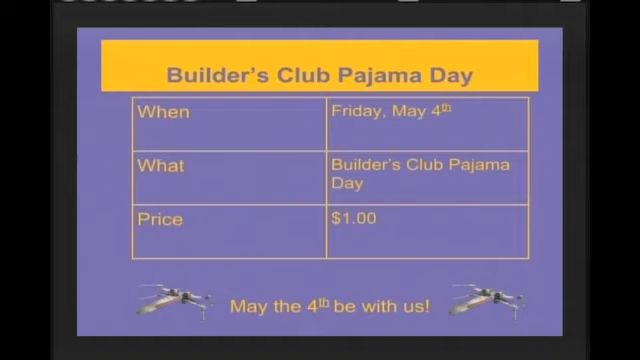 Builder's Club Pajama Day
When
Friday, May 4th
What
Builder's Club Pajama
Day
Price
$1.00
May the 4th be with us!